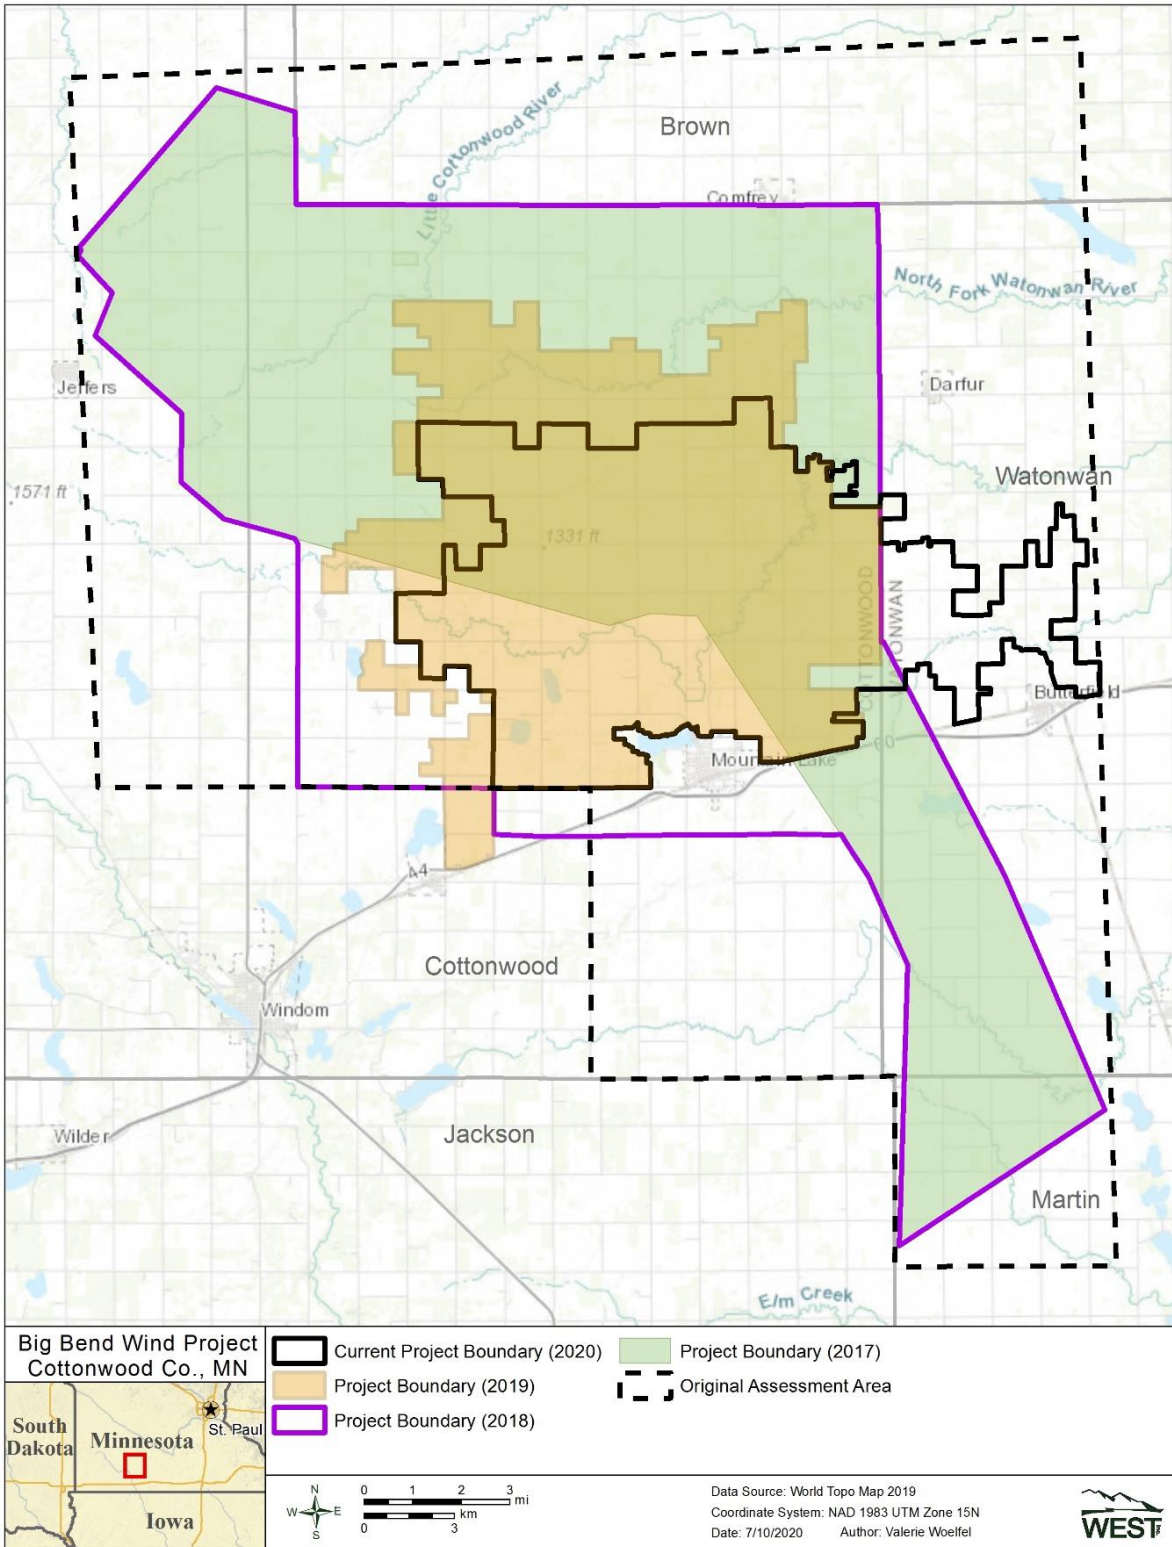 Brown
Little Cottonwood River
Comfrey
North Fork Watonwan River
Jeffers
Darfur
1571 ft
Watonwan
1331 ft
COTTONWOOD
WATONWAN
Butterfield
60
Mountain Lake
44
Cottonwood
Windom
Wilder
Jackson
Martin
Elm Creek
Big Bend Wind Project
Cottonwood Co., MN
South
Dakota
Minnesota
St. Paul
Iowa
Current Project Boundary (2020)
Project Boundary (2019)
Project Boundary (2018)
Project Boundary (2017)
Original Assessment Area
N
W E
S
0 1 2 3
mi
km
0 3
Data Source: World Topo Map 2019
Coordinate System: NAD 1983 UTM Zone 15N
Date: 7/10/2020 Author: Valerie Woelfel
WEST